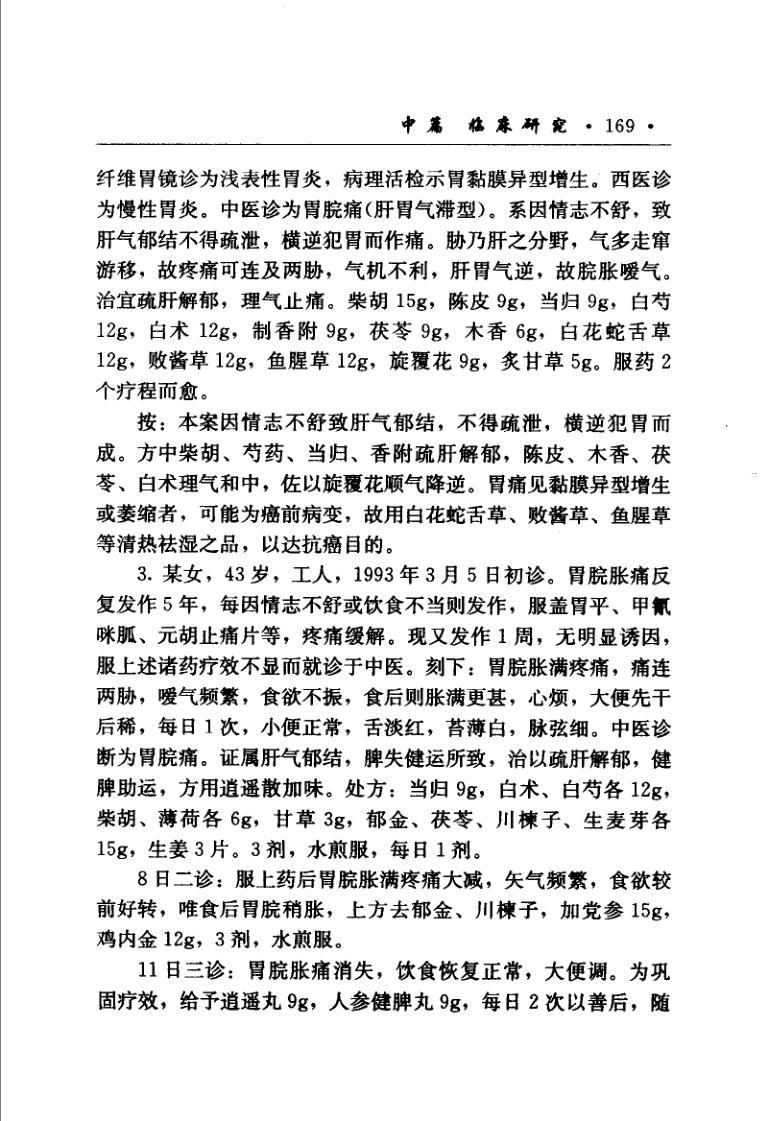 中篇 临床研究 · 169 ·
纤维胃镜诊为浅表性胃炎，病理活检示胃黏膜异型增生。西医诊
为慢性胃炎。中医诊为胃脘痛(肝胃气滞型)。系因情志不舒，致
肝气郁结不得疏泄，横逆犯胃而作痛。胁乃肝之分野，气多走窜
游移，故疼痛可连及两胁，气机不利，肝胃气逆，故脘胀嗳气。
治宜疏肝解郁，理气止痛。柴胡 15g，陈皮 9g，当归 9g，白芍
12g，白术 12g，制香附 9g，茯苓 9g，木香 6g，白花蛇舌草
12g，败酱草 12g，鱼腥草 12g，旋覆花 9g，炙甘草 5g。服药 2
个疗程而愈。
按：本案因情志不舒致肝气郁结，不得疏泄，横逆犯胃而
成。方中柴胡、芍药、当归、香附疏肝解郁，陈皮、木香、茯
苓、白术理气和中，佐以旋覆花顺气降逆。胃痛见黏膜异型增生
或萎缩者，可能为癌前病变，故用白花蛇舌草、败酱草、鱼腥草
等清热祛湿之品，以达抗癌目的。
3. 某女，43 岁，工人，1993 年 3 月 5 日初诊。胃脘胀痛反
复发作 5 年，每因情志不舒或饮食不当则发作，服盖胃平、甲氰
咪胍、元胡止痛片等，疼痛缓解。现又发作 1 周，无明显诱因，
服上述诸药疗效不显而就诊于中医。刻下：胃脘胀满疼痛，痛连
两胁，嗳气频繁，食欲不振，食后则胀满更甚，心烦，大便先干
后稀，每日 1 次，小便正常，舌淡红，苔薄白，脉弦细。中医诊
断为胃脘痛。证属肝气郁结，脾失健运所致，治以疏肝解郁，健
脾助运，方用逍遥散加味。处方：当归 9g，白术、白芍各 12g，
柴胡、薄荷各 6g，甘草 3g，郁金、茯苓、川楝子、生麦芽各
15g，生姜 3 片。3 剂，水煎服，每日 1 剂。
8 日二诊：服上药后胃脘胀满疼痛大减，矢气频繁，食欲较
前好转，唯食后胃脘稍胀，上方去郁金、川楝子，加党参 15g，
鸡内金 12g，3 剂，水煎服。
11 日三诊：胃脘胀痛消失，饮食恢复正常，大便调。为巩
固疗效，给予逍遥丸 9g，人参健脾丸 9g，每日 2 次以善后，随